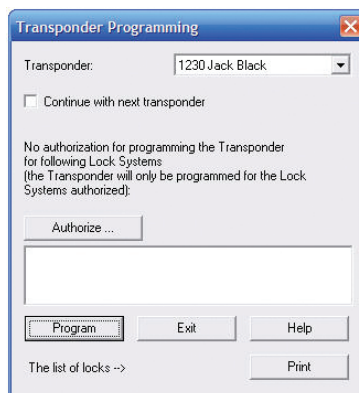 Transponder Programming
Transponder: 1230 Jack Black
Continue with next transponder
No authorization for programming the Transponder
for following Lock Systems
(the Transponder will only be programmed for the Lock
Systems authorized):
Authorize ...
Program Exit Help
The list of locks --> Print